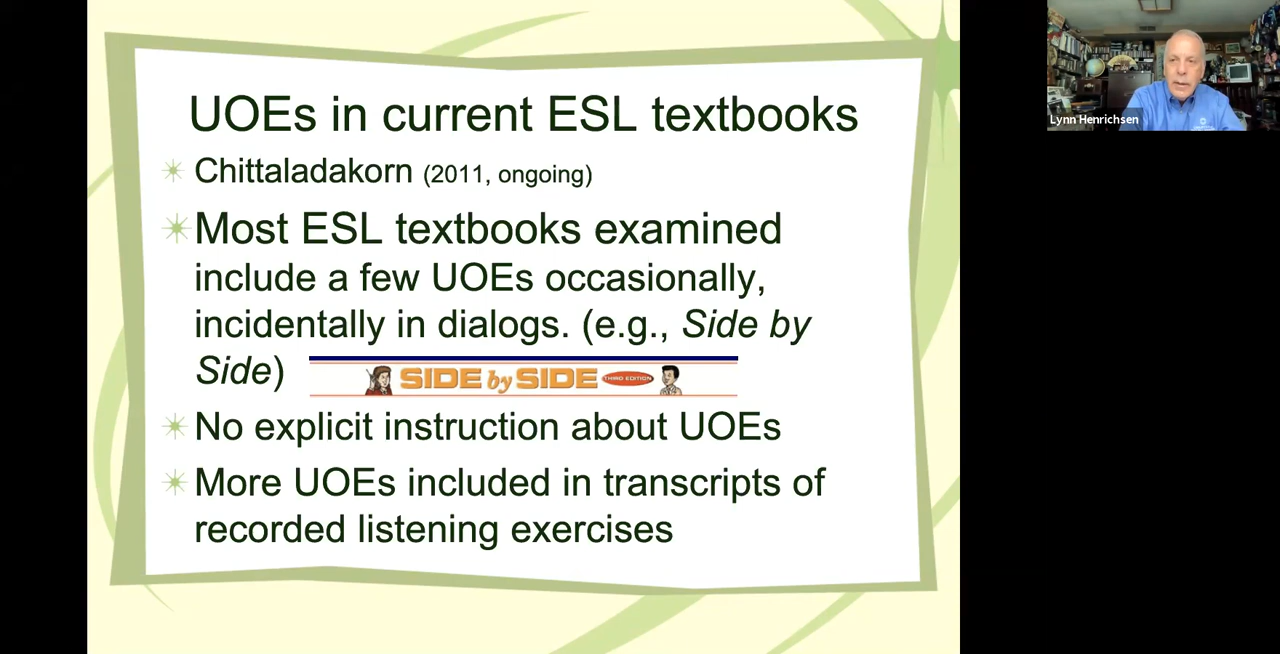 UOEs in current ESL textbooks
Chittaladakorn (2011, ongoing)
Most ESL textbooks examined
include a few UOEs occasionally,
incidentally in dialogs. (e.g., Side by
Side)
SIDE by SIDE THIRD EDITION
No explicit instruction about UOEs
More UOEs included in transcripts of
recorded listening exercises
Lynn Henrichsen